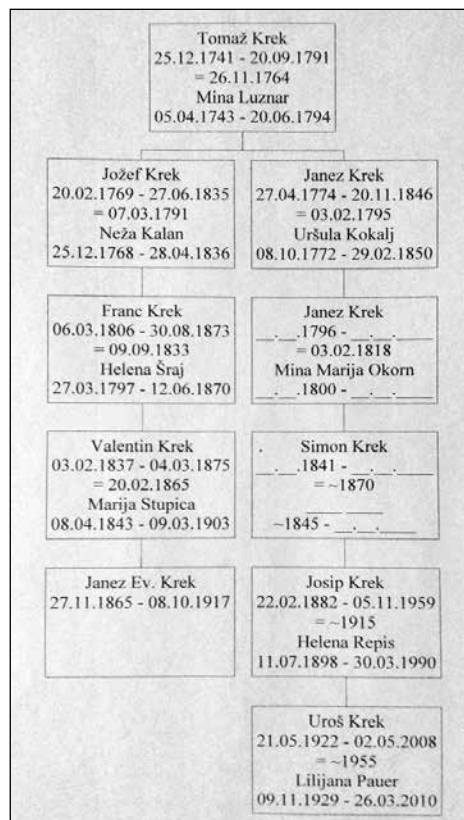 Tomaž Krek
25.12.1741 - 20.09.1791
= 26.11.1764
Mina Luznar
05.04.1743 - 20.06.1794
Jožef Krek
20.02.1769 - 27.06.1835
= 07.03.1791
Neža Kalan
25.12.1768 - 28.04.1836
Janez Krek
27.04.1774 - 20.11.1846
= 03.02.1795
Uršula Kokalj
08.10.1772 - 29.02.1850
Franc Krek
06.03.1806 - 30.08.1873
= 09.09.1833
Helena Šraj
27.03.1797 - 12.06.1870
Janez Krek
__.__.1796 - __.__.____
= 03.02.1818
Mina Marija Okorn
__.__.1800 - __.__.____
Valentin Krek
03.02.1837 - 04.03.1875
= 20.02.1865
Marija Stupica
08.04.1843 - 09.03.1903
Simon Krek
__.__.1841 - __.__.____
= ~1870
____ ____
~1845 - __.__.____
Janez Ev. Krek
27.11.1865 - 08.10.1917
Josip Krek
22.02.1882 - 05.11.1959
= ~1915
Helena Repis
11.07.1898 - 30.03.1990
Uroš Krek
21.05.1922 - 02.05.2008
= ~1955
Lilijana Pauer
09.11.1929 - 26.03.2010